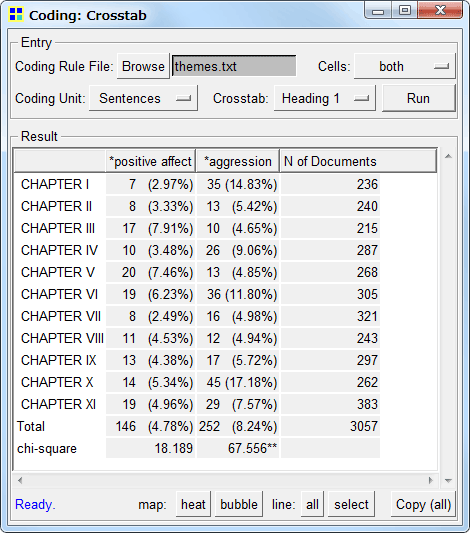 Coding: Crosstab
Entry
Coding Rule File: Browse themes.txt Cells: both
Coding Unit: Sentences Crosstab: Heading 1 Run
Result
*positive affect *aggression N of Documents
CHAPTER I 7 (2.97%) 35 (14.83%) 236
CHAPTER II 8 (3.33%) 13 (5.42%) 240
CHAPTER III 17 (7.91%) 10 (4.65%) 215
CHAPTER IV 10 (3.48%) 26 (9.06%) 287
CHAPTER V 20 (7.46%) 13 (4.85%) 268
CHAPTER VI 19 (6.23%) 36 (11.80%) 305
CHAPTER VII 8 (2.49%) 16 (4.98%) 321
CHAPTER VIII 11 (4.53%) 12 (4.94%) 243
CHAPTER IX 13 (4.38%) 17 (5.72%) 297
CHAPTER X 14 (5.34%) 45 (17.18%) 262
CHAPTER XI 19 (4.96%) 29 (7.57%) 383
Total 146 (4.78%) 252 (8.24%) 3057
chi-square 18.189 67.556**
Ready. map: heat bubble line: all select Copy (all)